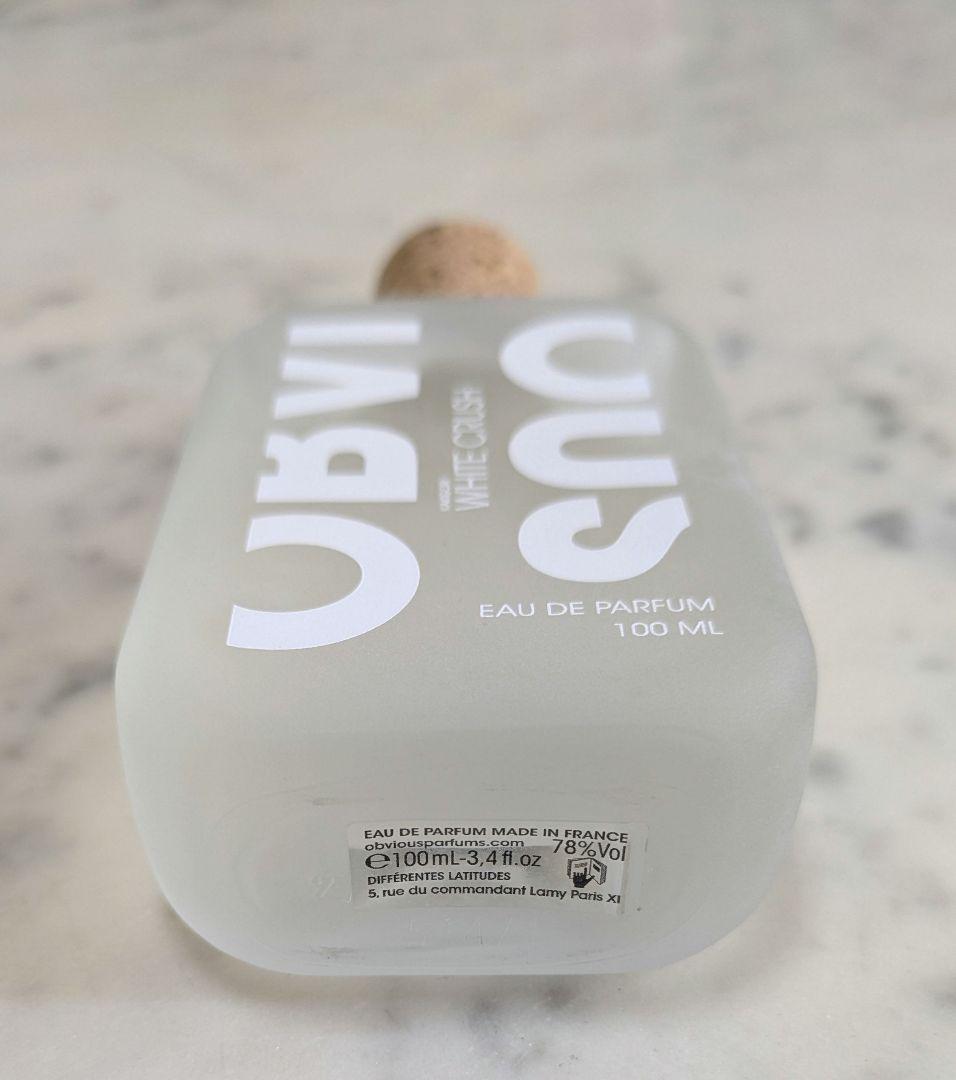 OBVI
OUS
WHITE CRUSH
EAU DE PARFUM
100 ML
EAU DE PARFUM MADE IN FRANCE
obviousparfums.com 78%Vol
℮100mL-3,4 fl.oz
DIFFÉRENTES LATITUDES
5, rue du commandant Lamy Paris XI